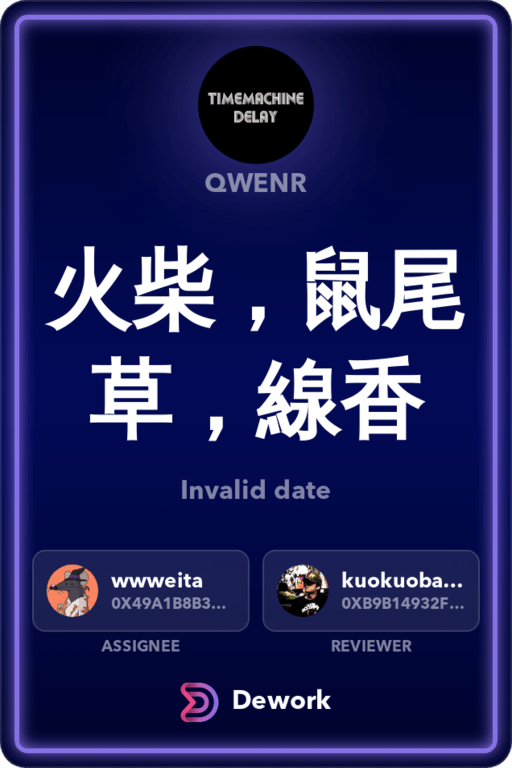 TIMEMACHINE
DELAY
QWENR
火柴，鼠尾
草，線香
Invalid date
wwweita
0X49A1B8B3...
ASSIGNEE
kuokuoba...
0XB9B14932F...
REVIEWER
Dework